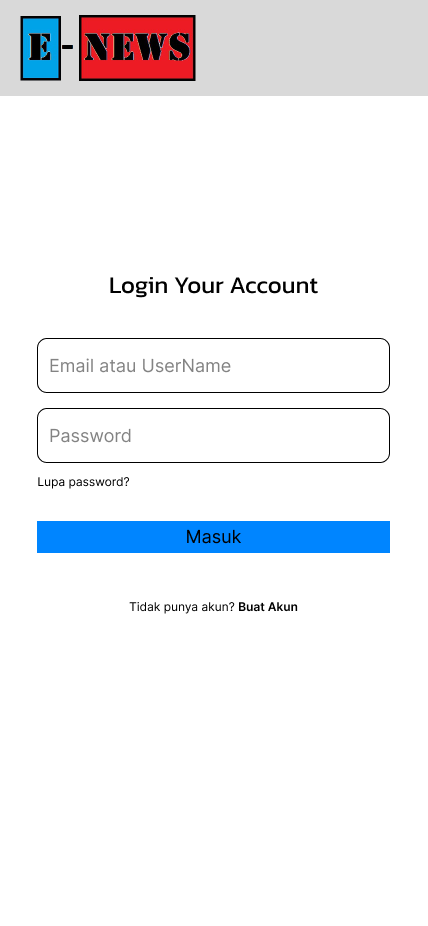 E - NEWS
Login Your Account
Email atau UserName
Password
Lupa password?
Masuk
Tidak punya akun? Buat Akun